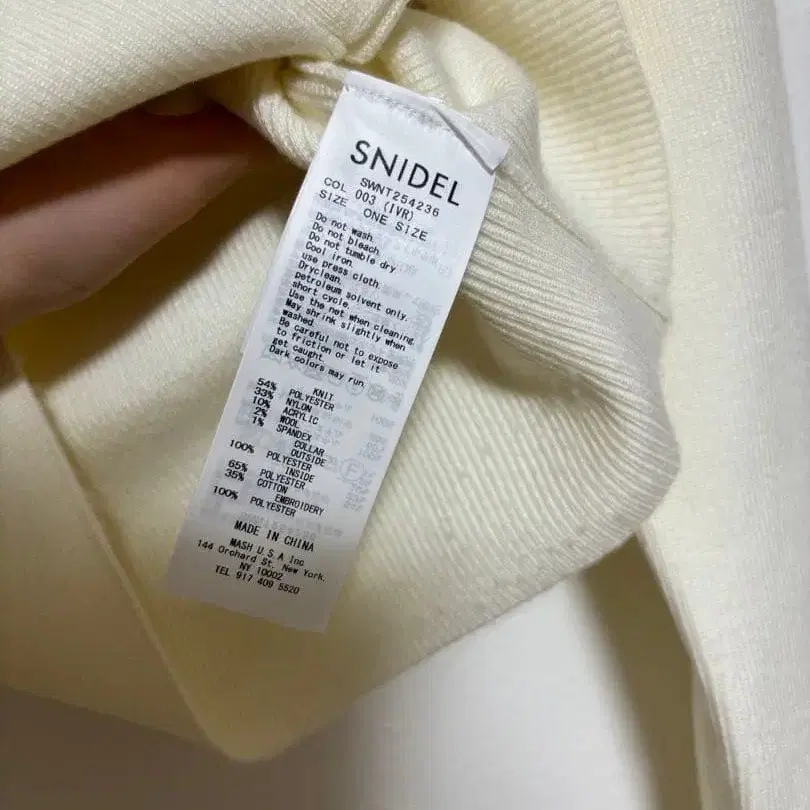 SNIDEL
SWNT254236
COL 003 (IVR)
SIZE ONE SIZE
Do not wash.
Do not bleach.
Do not tumble dry
Cool iron.
use press cloth.
Dryclean.
petroleum solvent only.
short cycle.
Use the net when cleaning.
May shrink slightly when
washed.
Be careful not to expose
to friction or let it
get caught.
Dark colors may run.
KNIT
54% POLYESTER
33% NYLON
10% ACRYLIC
2% WOOL
1% SPANDEX
COLLAR
OUTSIDE
100% POLYESTER
INSIDE
65% POLYESTER
35% COTTON
EMBROIDERY
100% POLYESTER
MADE IN CHINA
MASH U.S.A Inc
144 Orchard St. New York.
NY 10002
TEL 917 409 5520